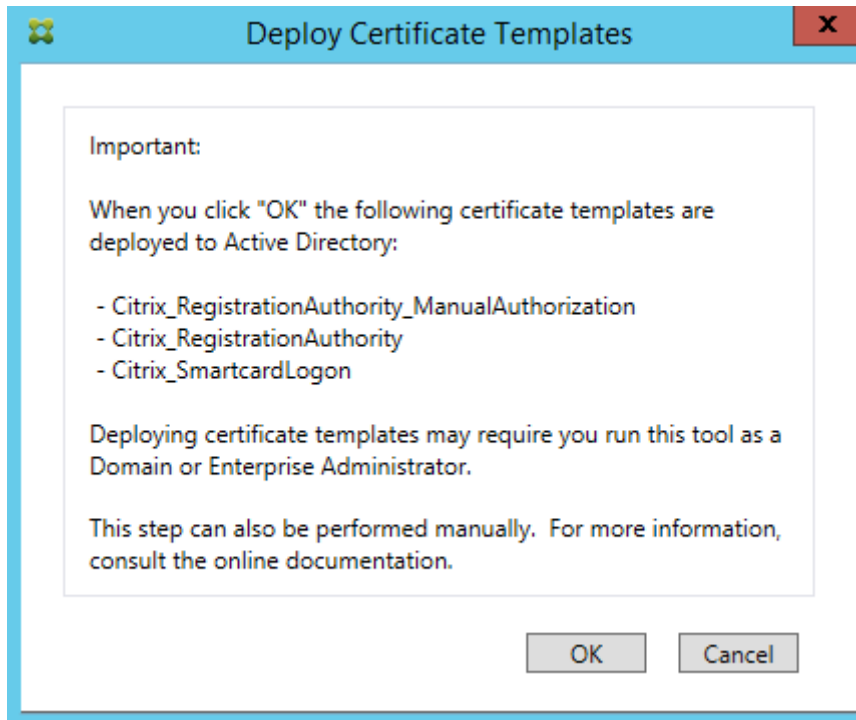 Deploy Certificate Templates
x
Important:
When you click "OK" the following certificate templates are
deployed to Active Directory:
- Citrix_RegistrationAuthority_ManualAuthorization
- Citrix_RegistrationAuthority
- Citrix_SmartcardLogon
Deploying certificate templates may require you run this tool as a
Domain or Enterprise Administrator.
This step can also be performed manually.  For more information,
consult the online documentation.
OK
Cancel